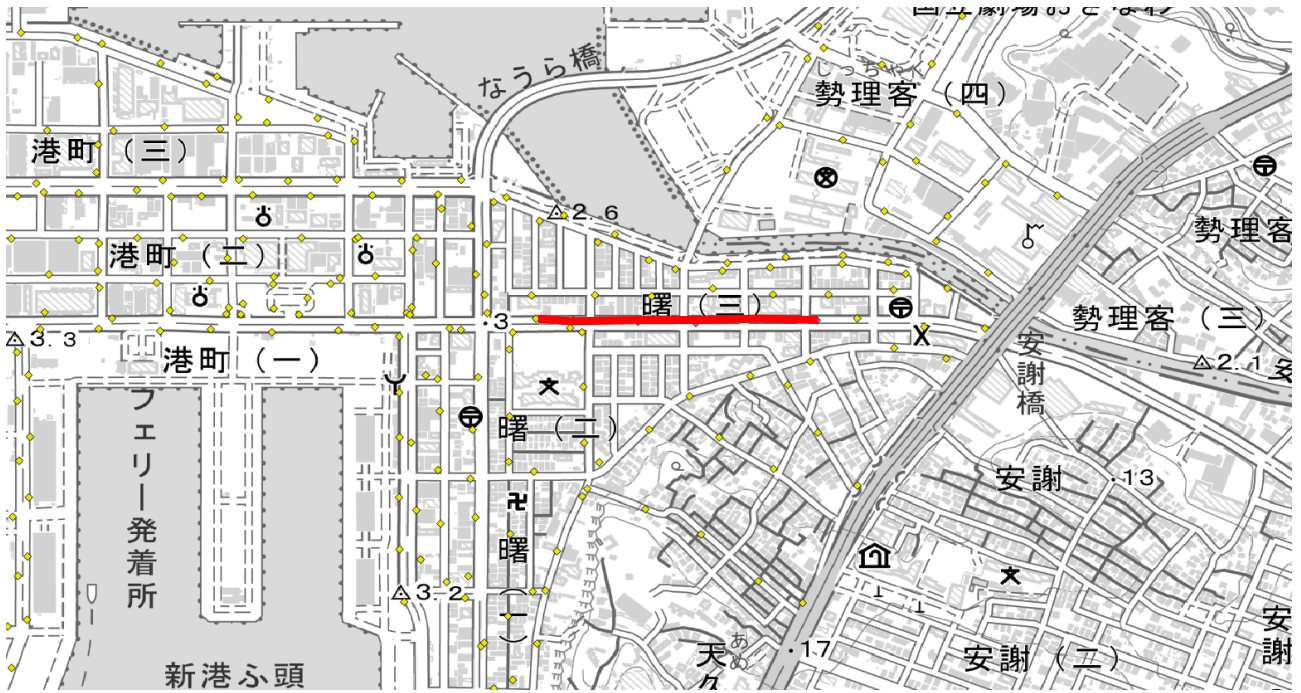 国立劇場おきなわ
なうら橋
じっちゃく
勢理客（四）
港町（三）
2.6
勢理客
港町（二）
曙（三）
・3
勢理客（三）
3.3
港町（一）
安謝橋
2.1
フェリー発着所
曙（二）
安謝
・13
曙（一）
3.2
・17
安謝（二）
安謝
あめ
天久
新港ふ頭